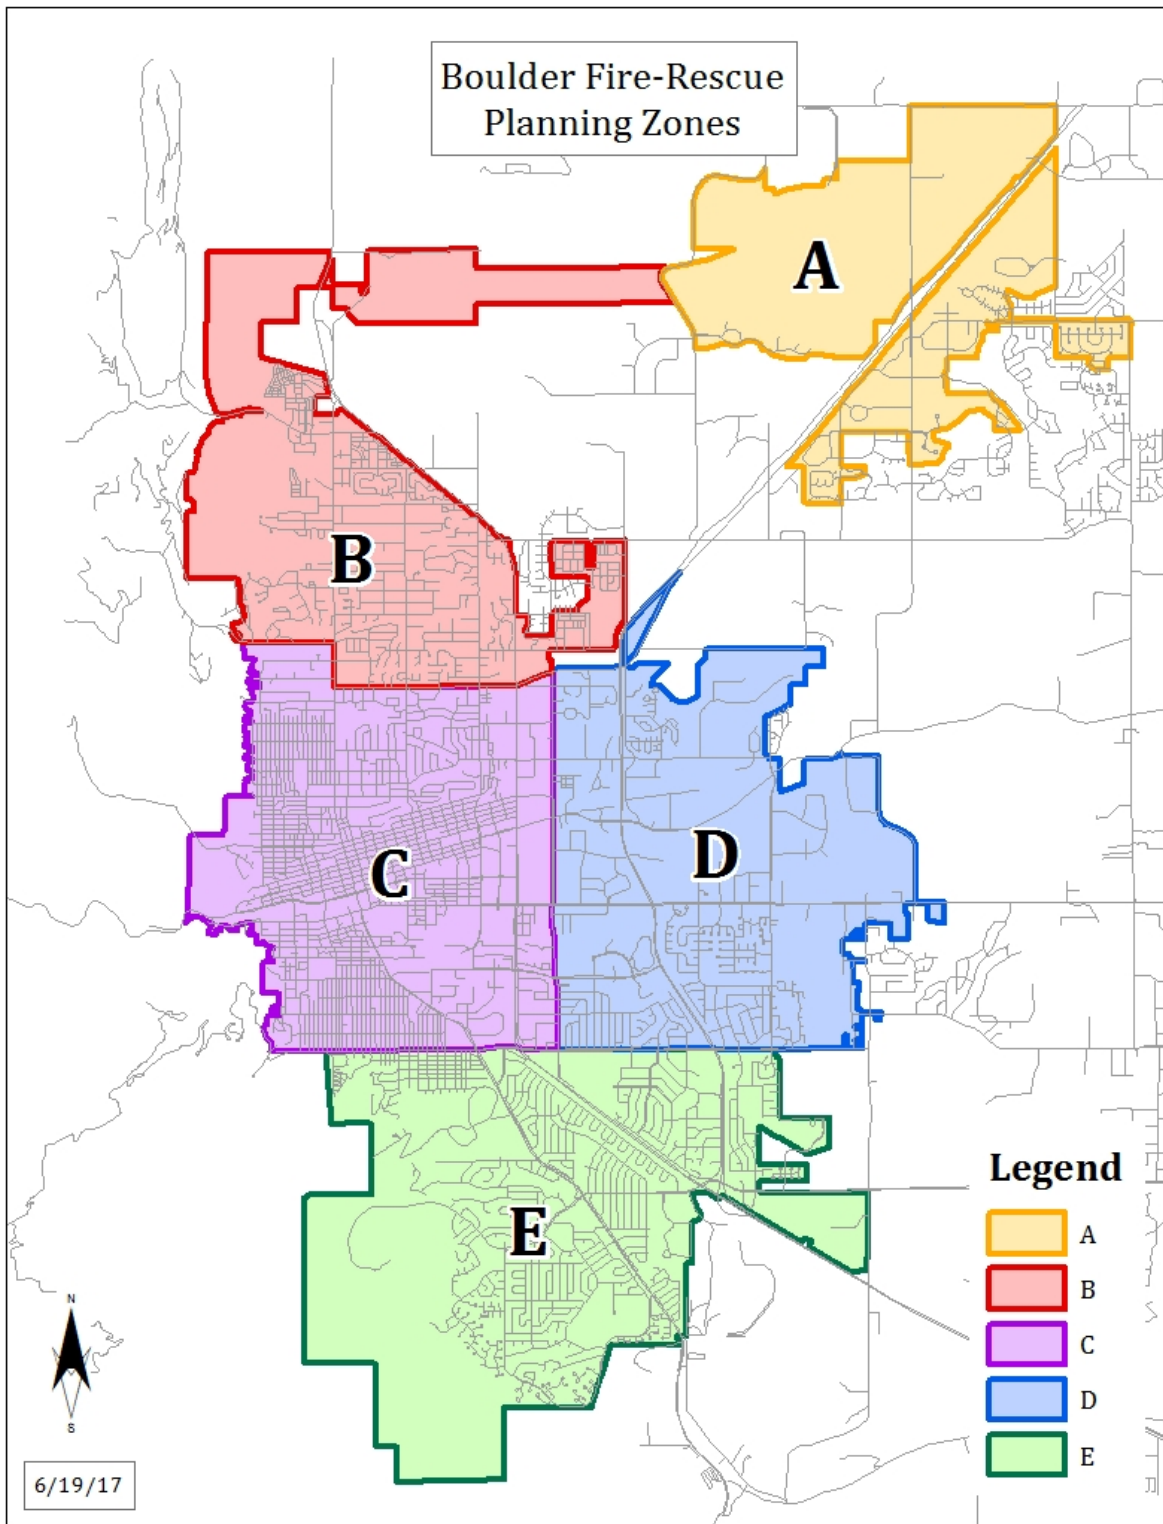 Boulder Fire-Rescue
Planning Zones
A
B
C
D
E
Legend
A
B
C
D
E
N
S
6/19/17